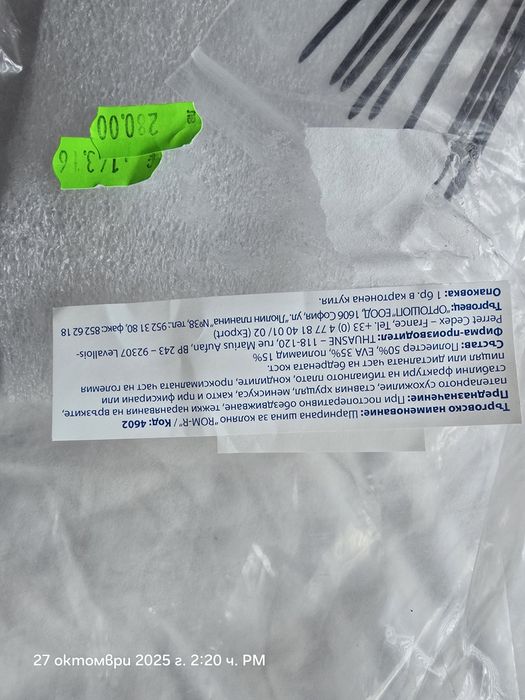 Търговско наименование: Шарнирна шина за коляно "ROM-R" / Код: 4602
Предназначение: При постоперативно обездвижване, тежки наранявания на връзките,
пателарното сухожилие, ставния хрущял, менискуса, както и при фиксирани или
стабилни фрактури на тибиалното плато, кондилите, проксималната част на големия
пищял или дисталната част на бедрената кост.
Състав: Полиестер 50%, EVA 35%, полиамид 15%
Фирма-производител: THUASNE – 118-120, rue Marius Aufan, BP 243 – 92307 Levallois-
Perret Cedex – France, Tel. +33 (0) 4 77 81 40 01 / 02 (Export)
Търговец: "ОРТОШОП" ЕООД, 1606 София, ул. "Люлин планина" №38, тел: 952 31 95, факс 852 62 18
Опаковка: 1 бр. в картонена кутия.
280.00
143.16
€
27 октомври 2025 г. 2:20 ч. PM